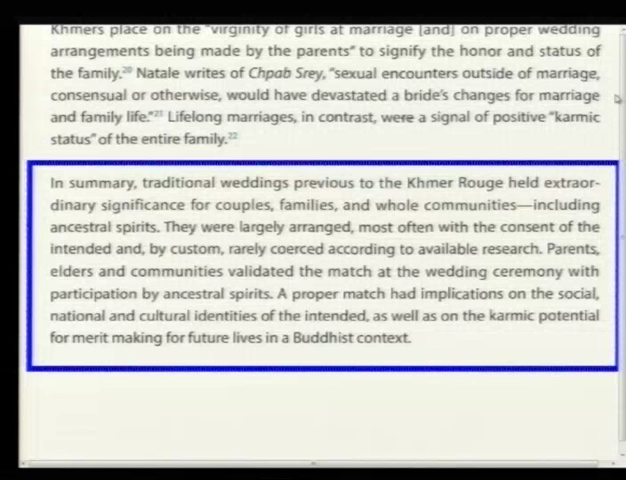 Khmers place on the "virginity of girls at marriage [and] on proper wedding
arrangements being made by the parents" to signify the honor and status of
the family.20 Natale writes of Chpab Srey, "sexual encounters outside of marriage,
consensual or otherwise, would have devastated a bride's changes for marriage
and family life."21 Lifelong marriages, in contrast, were a signal of positive "karmic
status" of the entire family.22
In summary, traditional weddings previous to the Khmer Rouge held extraor-
dinary significance for couples, families, and whole communities—including
ancestral spirits. They were largely arranged, most often with the consent of the
intended and, by custom, rarely coerced according to available research. Parents,
elders and communities validated the match at the wedding ceremony with
participation by ancestral spirits. A proper match had implications on the social,
national and cultural identities of the intended, as well as on the karmic potential
for merit making for future lives in a Buddhist context.